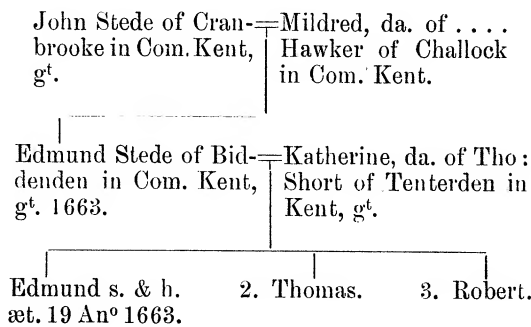 John Stede of Cran-
brooke in Com. Kent,
gt.
Mildred, da. of . . . .
Hawker of Challock
in Com. Kent.
Edmund Stede of Bid-
denden in Com. Kent,
gt. 1663.
Katherine, da. of Tho:
Short of Tenterden in
Kent, gt.
Edmund s. & h.
æt. 19 Ano 1663.
2. Thomas.
3. Robert.